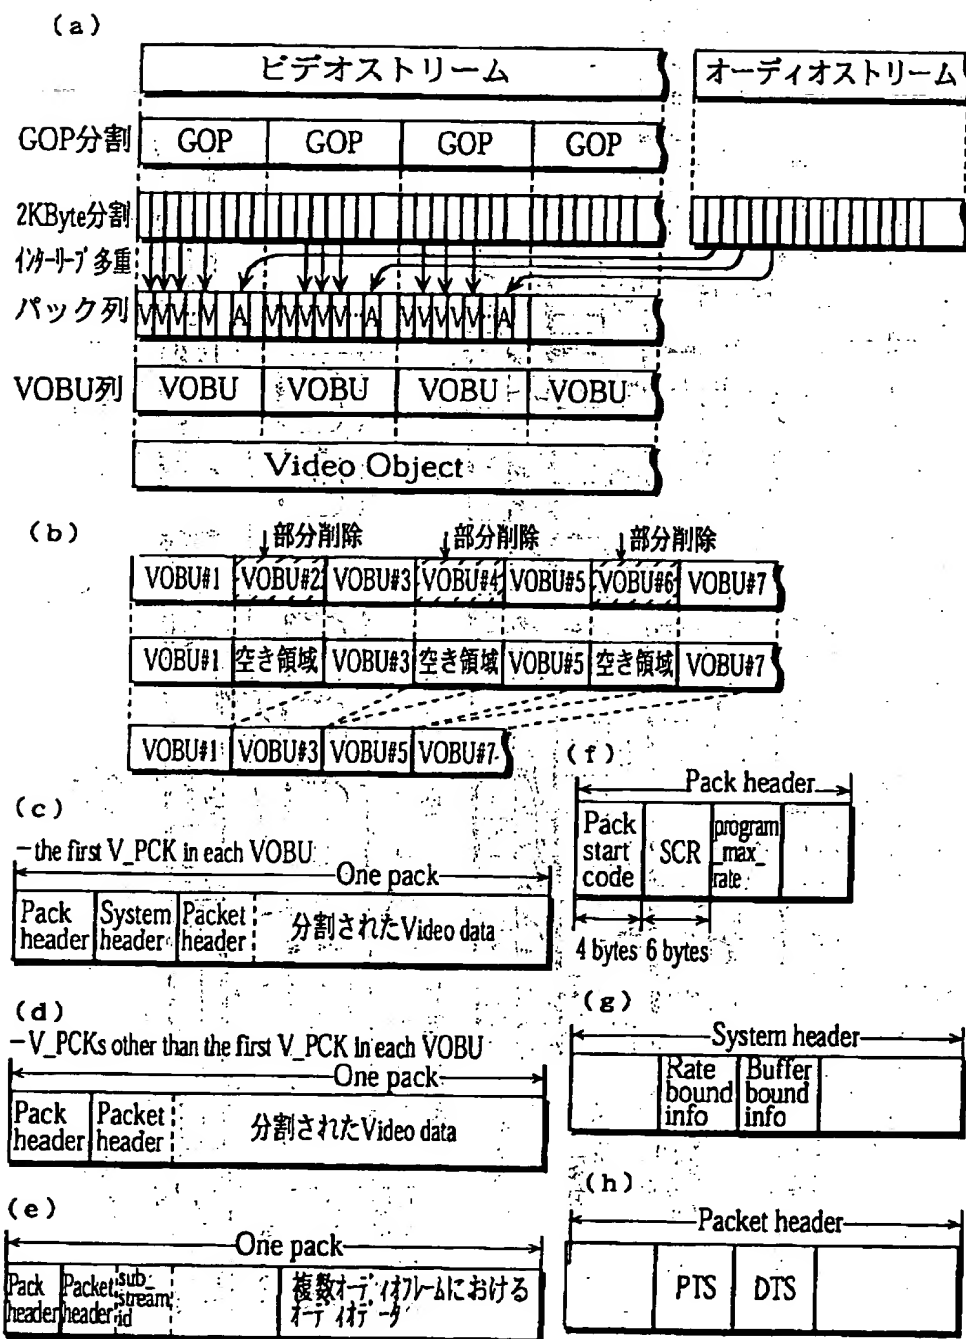 (a)
ビデオストリーム
オーディオストリーム
GOP分割
GOP
GOP
GOP
GOP
2KByte分割
インターリーブ多重
パック列
V V V … V A V V V V V … A V V V V V … A
VOBU列
VOBU
VOBU
VOBU
VOBU
Video Object
(b)
部分削除
部分削除
部分削除
VOBU#1
VOBU#2
VOBU#3
VOBU#4
VOBU#5
VOBU#6
VOBU#7
VOBU#1
空き領域
VOBU#3
空き領域
VOBU#5
空き領域
VOBU#7
VOBU#1
VOBU#3
VOBU#5
VOBU#7
(c)
-the first V_PCK in each VOBU
One pack
Pack
header
System
header
Packet
header
分割されたVideo data
(d)
-V_PCKs other than the first V_PCK in each VOBU
One pack
Pack
header
Packet
header
分割されたVideo data
(e)
One pack
Pack
header
Packet
header
sub_
stream
id
複数オーディオフレームにおける
オーディオデータ
(f)
Pack header
Pack
start
code
SCR
program
_max_
rate
4 bytes
6 bytes
(g)
System header
Rate
bound
info
Buffer
bound
info
(h)
Packet header
PTS
DTS